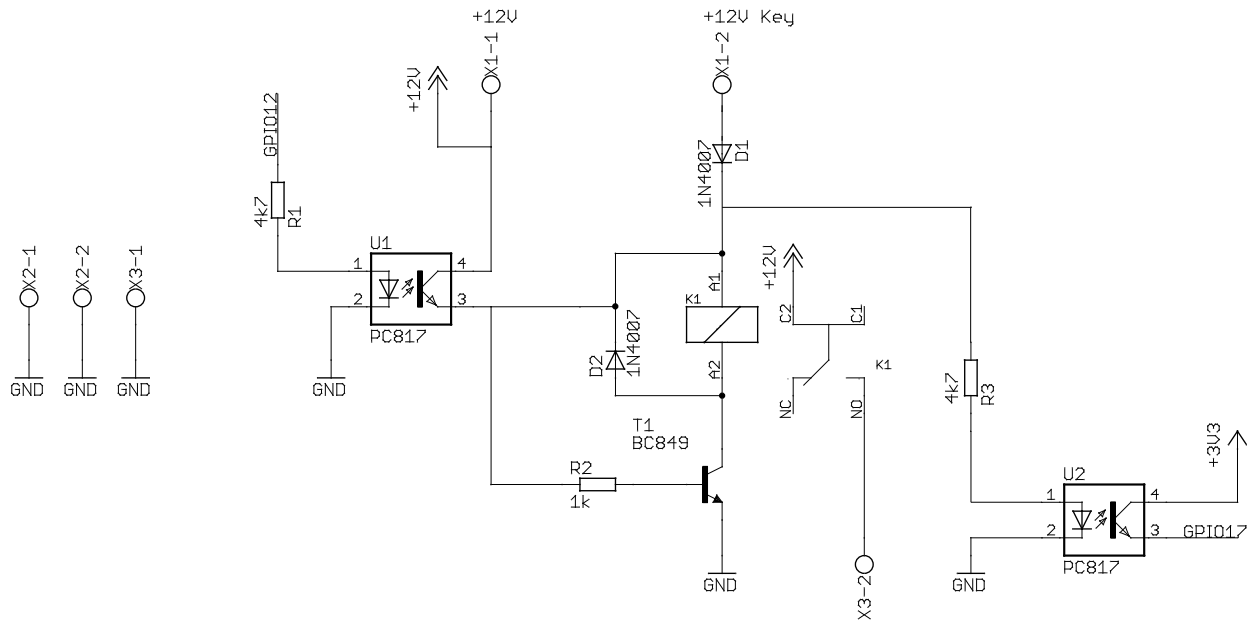 +12V
+12V Key
X1-1
X1-2
+12V
GPIO12
4k7
R1
1N4007
D1
X2-1
X2-2
X3-1
U1
1
4
2
3
PC817
+12V
A1
K1
C2
C1
1N4007
D2
A2
K1
NC
NO
4k7
R3
GND
GND
GND
GND
T1
BC849
R2
1k
+3V3
U2
1
4
2
3
GPIO17
PC817
GND
GND
X3-2